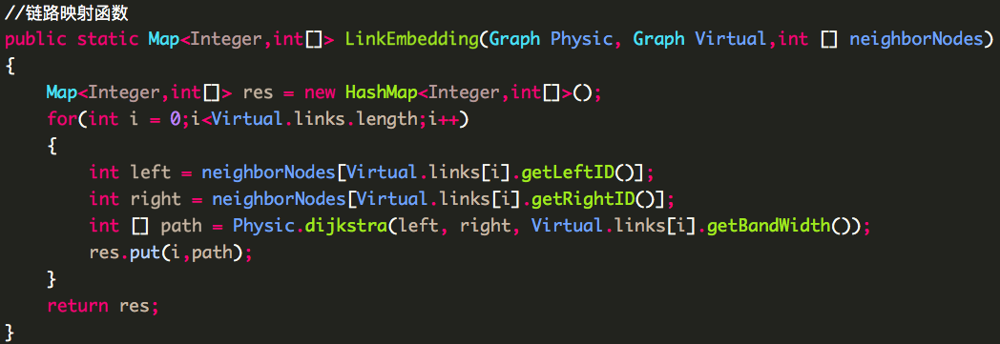 //链路映射函数
public static Map<Integer,int[]> LinkEmbedding(Graph Physic, Graph Virtual,int [] neighborNodes)
{
    Map<Integer,int[]> res = new HashMap<Integer,int[]>();
    for(int i = 0;i<Virtual.links.length;i++)
    {
        int left = neighborNodes[Virtual.links[i].getLeftID()];
        int right = neighborNodes[Virtual.links[i].getRightID()];
        int [] path = Physic.dijkstra(left, right, Virtual.links[i].getBandWidth());
        res.put(i,path);
    }
    return res;
}